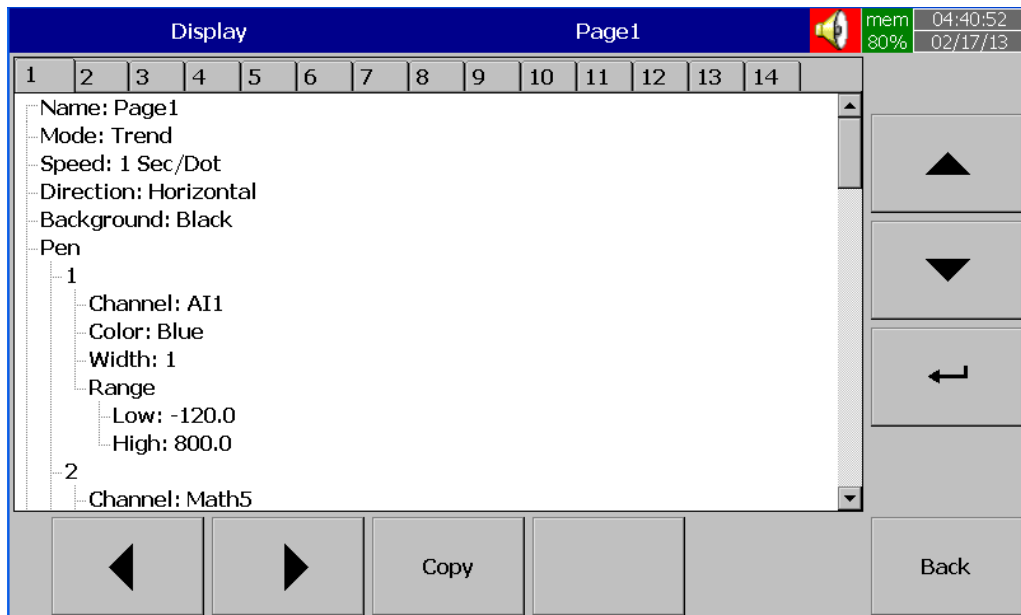 Display Page1 mem 04:40:52
80% 02/17/13
1 2 3 4 5 6 7 8 9 10 11 12 13 14
Name: Page1
Mode: Trend
Speed: 1 Sec/Dot
Direction: Horizontal
Background: Black
Pen
1
Channel: AI1
Color: Blue
Width: 1
Range
Low: -120.0
High: 800.0
2
Channel: Math5
Copy Back